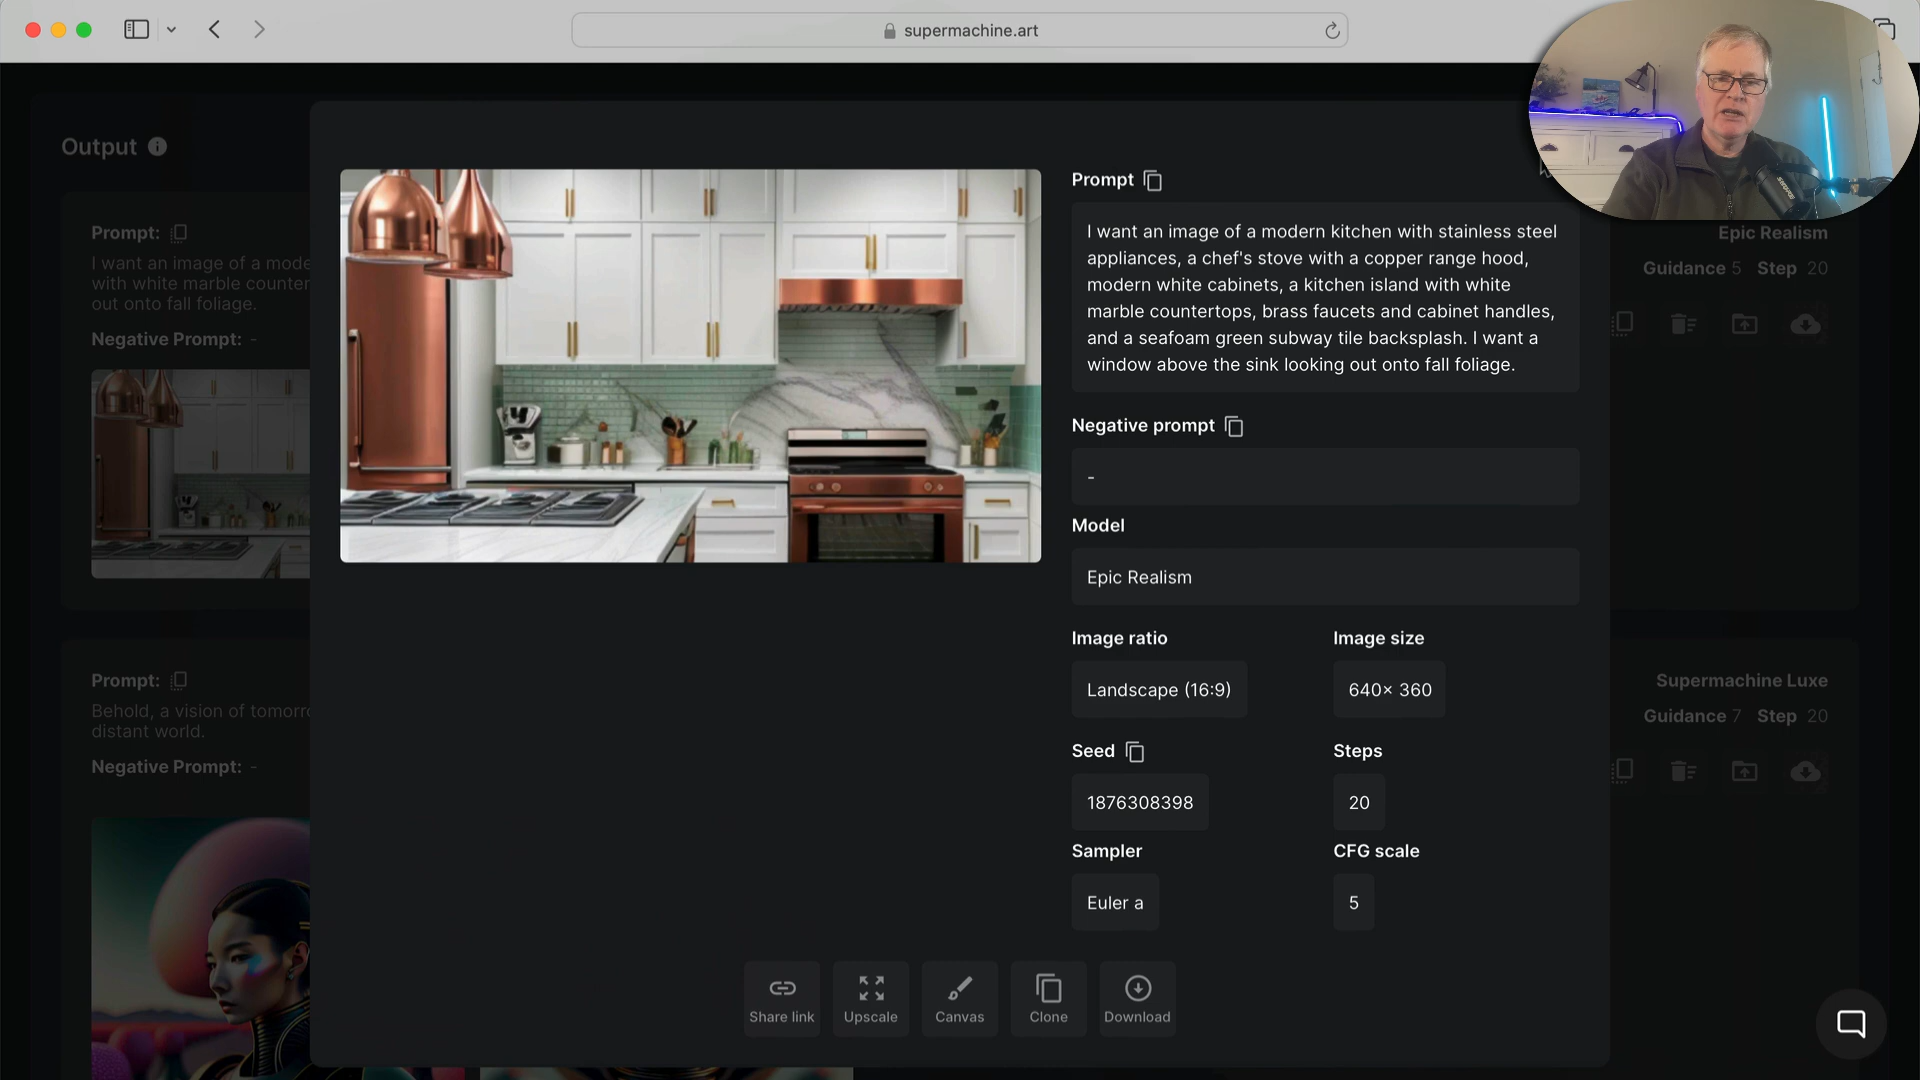 supermachine.art
Output
Prompt:
I want an image of a mode
with white marble counter
out onto fall foliage.
Negative Prompt: -
Prompt
I want an image of a modern kitchen with stainless steel
appliances, a chef's stove with a copper range hood,
modern white cabinets, a kitchen island with white
marble countertops, brass faucets and cabinet handles,
and a seafoam green subway tile backsplash. I want a
window above the sink looking out onto fall foliage.
Negative prompt
-
Model
Epic Realism
Image ratio
Image size
Landscape (16:9)
640× 360
Seed
Steps
1876308398
20
Sampler
CFG scale
Euler a
5
Share link
Upscale
Canvas
Clone
Download
Epic Realism
Guidance 5 Step 20
Prompt:
Behold, a vision of tomorro
distant world.
Negative Prompt: -
Supermachine Luxe
Guidance 7 Step 20